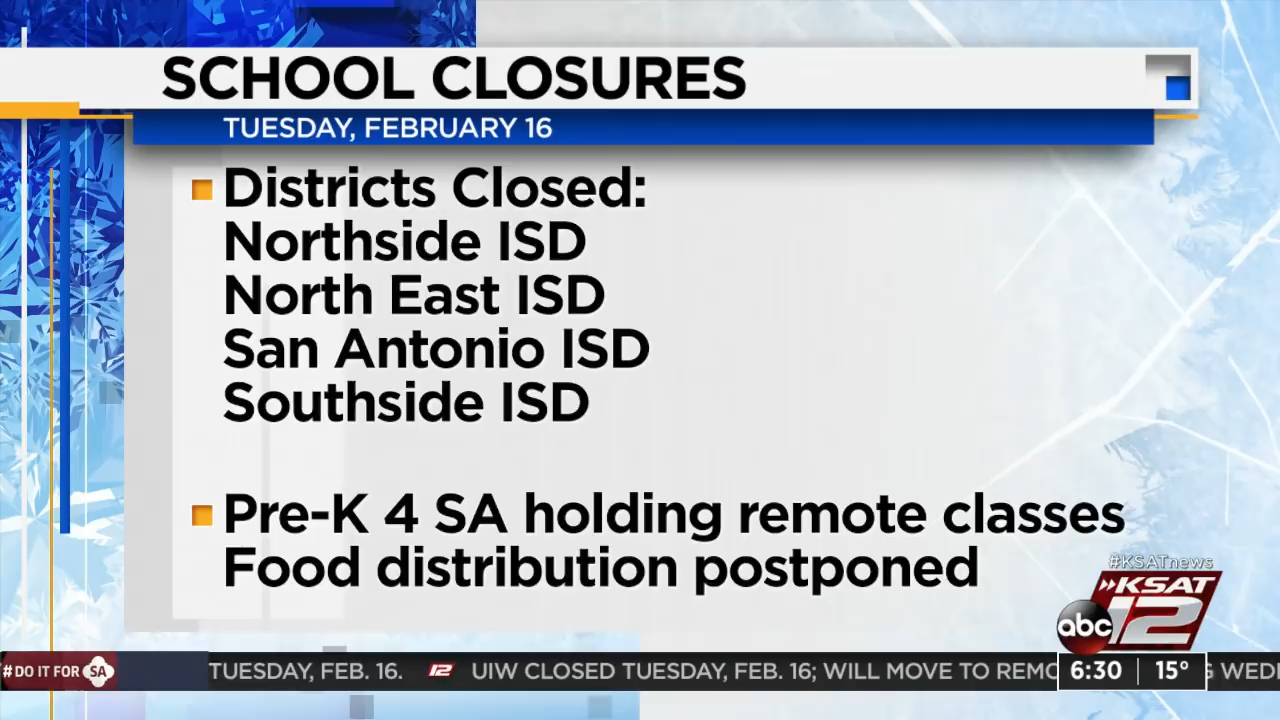 SCHOOL CLOSURES
TUESDAY, FEBRUARY 16
Districts Closed:
Northside ISD
North East ISD
San Antonio ISD
Southside ISD
Pre-K 4 SA holding remote classes
Food distribution postponed
#KSATnews
KSAT
abc 12
#DO IT FOR SA
TUESDAY, FEB. 16. 12 UIW CLOSED TUESDAY, FEB. 16; WILL MOVE TO
6:30 15°